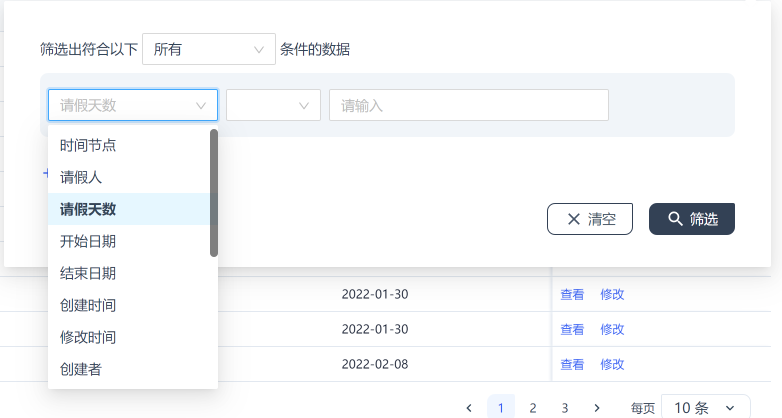 筛选出符合以下 所有 条件的数据
请假天数 请输入
时间节点
请假人
请假天数
开始日期
结束日期
创建时间
修改时间
创建者
清空 筛选
2022-01-30 查看 修改
2022-01-30 查看 修改
2022-02-08 查看 修改
1 2 3 每页 10 条